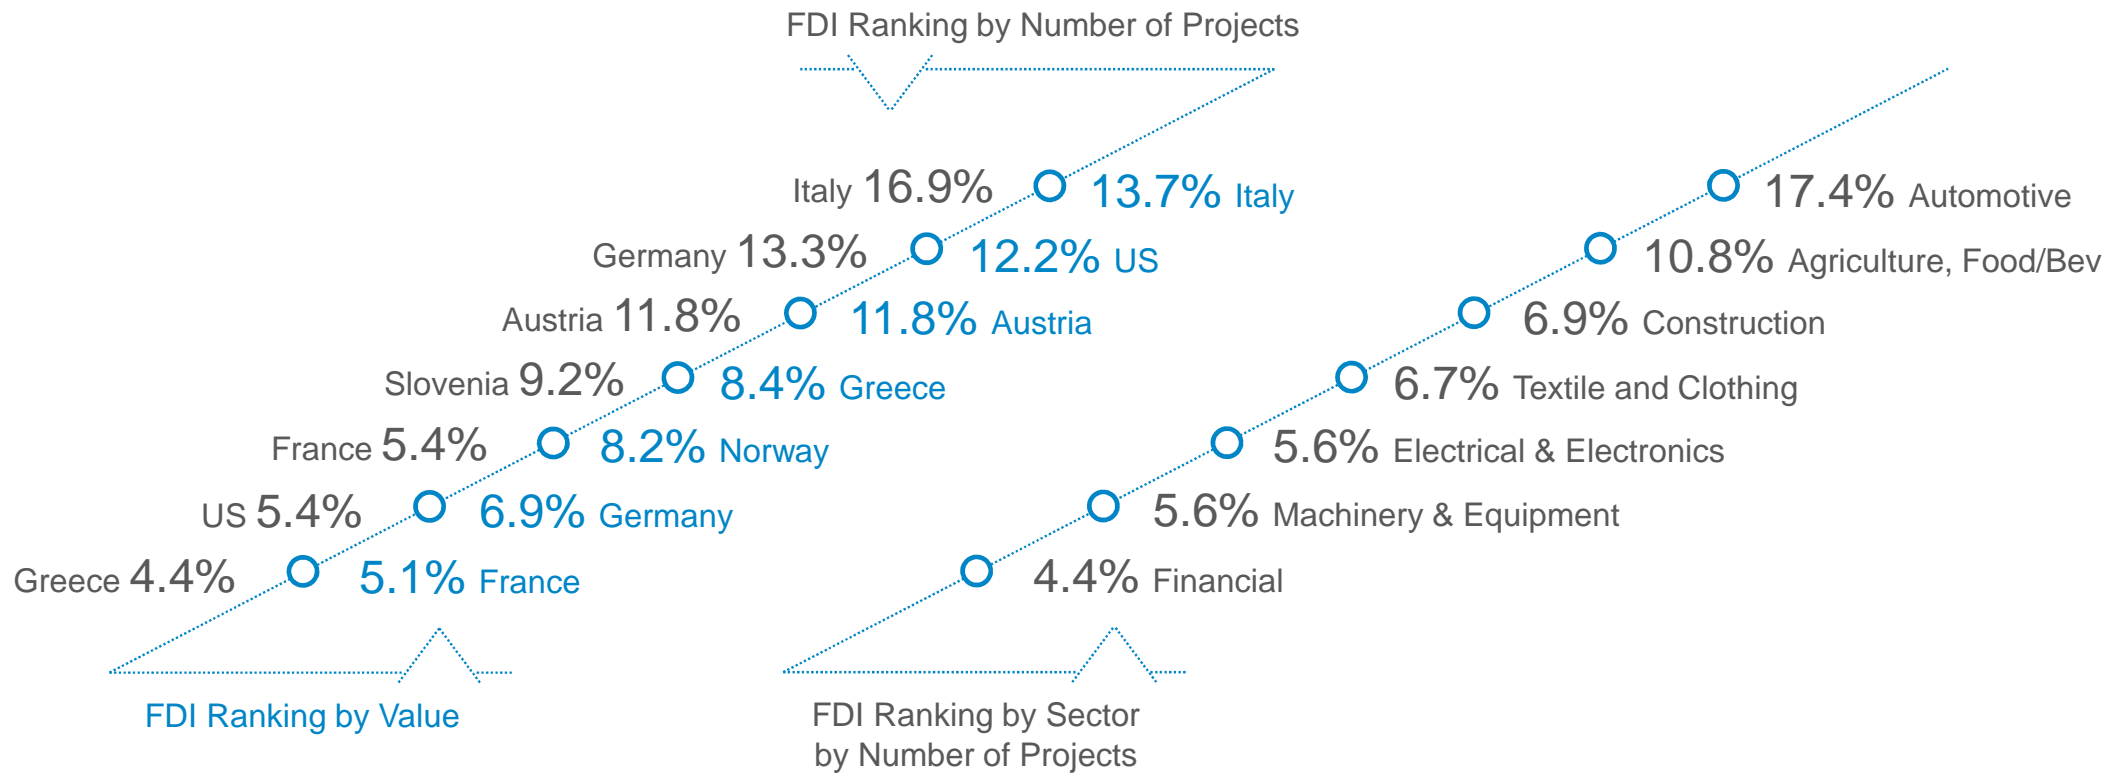 FDI Ranking by Number of Projects
Italy 16.9%
13.7% Italy
17.4% Automotive
Germany 13.3%
12.2% US
10.8% Agriculture, Food/Bev
Austria 11.8%
11.8% Austria
6.9% Construction
Slovenia 9.2%
8.4% Greece
6.7% Textile and Clothing
France 5.4%
8.2% Norway
5.6% Electrical & Electronics
US 5.4%
6.9% Germany
5.6% Machinery & Equipment
Greece 4.4%
5.1% France
4.4% Financial
FDI Ranking by Value
FDI Ranking by Sector
by Number of Projects